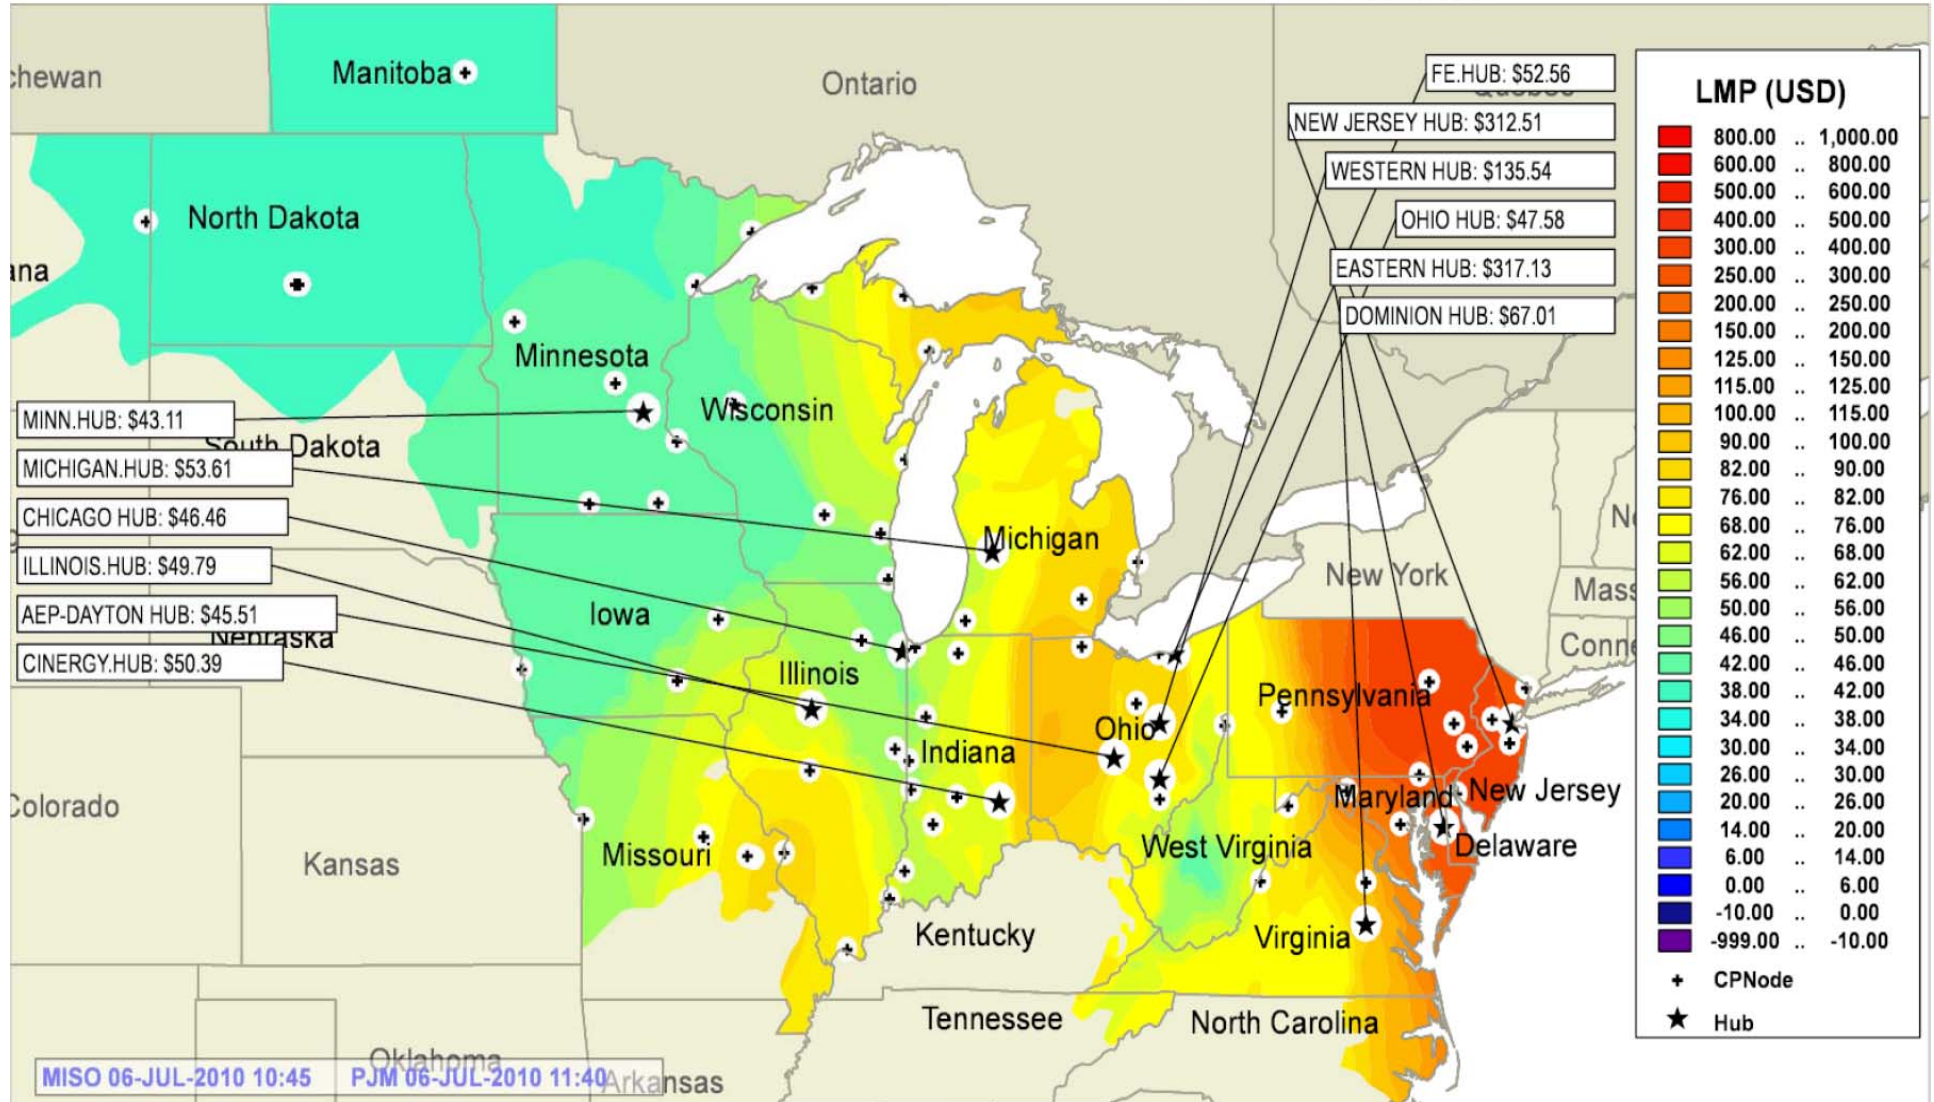 chewan
Manitoba
Ontario
North Dakota
ana
Minnesota
Wisconsin
South Dakota
MINN.HUB: $43.11
MICHIGAN.HUB: $53.61
CHICAGO HUB: $46.46
ILLINOIS.HUB: $49.79
AEP-DAYTON HUB: $45.51
CINERGY.HUB: $50.39
Nebraska
Iowa
Michigan
Illinois
Indiana
Ohio
New York
Mass
Conne
Pennsylvania
Maryland
New Jersey
Delaware
West Virginia
Virginia
Colorado
Kansas
Missouri
Kentucky
Tennessee
North Carolina
Oklahoma
Arkansas
MISO 06-JUL-2010 10:45 PJM 06-JUL-2010 11:40
FE.HUB: $52.56
Quebec
NEW JERSEY HUB: $312.51
WESTERN HUB: $135.54
OHIO HUB: $47.58
EASTERN HUB: $317.13
DOMINION HUB: $67.01
LMP (USD)
800.00 .. 1,000.00
600.00 .. 800.00
500.00 .. 600.00
400.00 .. 500.00
300.00 .. 400.00
250.00 .. 300.00
200.00 .. 250.00
150.00 .. 200.00
125.00 .. 150.00
115.00 .. 125.00
100.00 .. 115.00
90.00 .. 100.00
82.00 .. 90.00
76.00 .. 82.00
68.00 .. 76.00
62.00 .. 68.00
56.00 .. 62.00
50.00 .. 56.00
46.00 .. 50.00
42.00 .. 46.00
38.00 .. 42.00
34.00 .. 38.00
30.00 .. 34.00
26.00 .. 30.00
20.00 .. 26.00
14.00 .. 20.00
6.00 .. 14.00
0.00 .. 6.00
-10.00 .. 0.00
-999.00 .. -10.00
CPNode
Hub